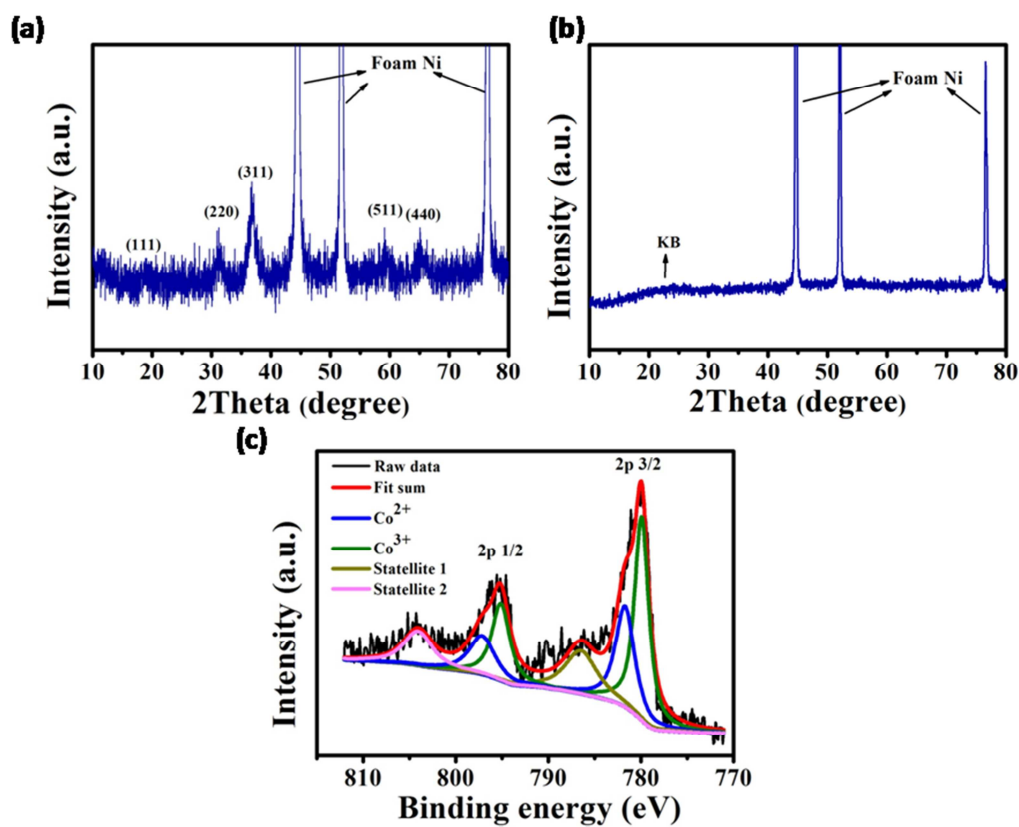 (a)
Foam Ni
(311)
(220)
(111)
(511)
(440)
Intensity (a.u.)
10 20 30 40 50 60 70 80
2Theta (degree)
(b)
Foam Ni
KB
Intensity (a.u.)
10 20 30 40 50 60 70 80
2Theta (degree)
(c)
Raw data
Fit sum
Co2+
Co3+
Statellite 1
Statellite 2
2p 1/2
2p 3/2
Intensity (a.u.)
810 800 790 780 770
Binding energy (eV)